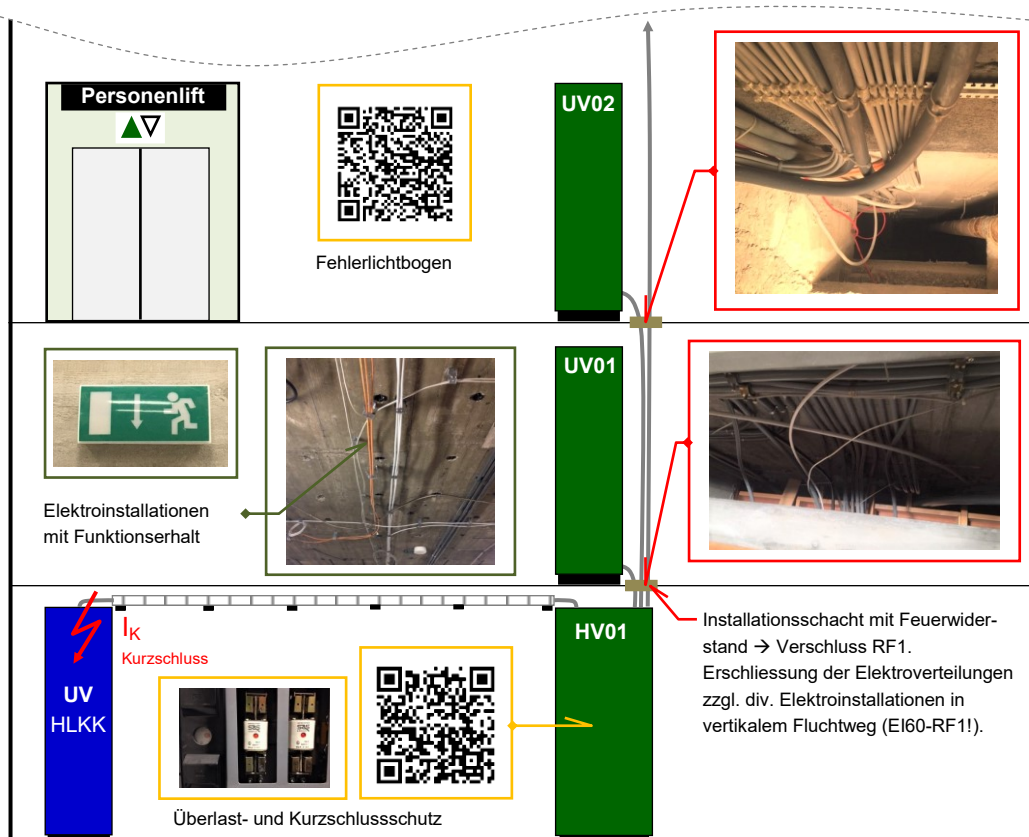 Personenlift
UV02
Fehlerlichtbogen
UV01
Elektroinstallationen
mit Funktionserhalt
IK
Kurzschluss
UV
HLKK
HV01
Installationsschacht mit Feuerwider-
stand → Verschluss RF1.
Erschliessung der Elektroverteilungen
zzgl. div. Elektroinstallationen in
vertikalem Fluchtweg (EI60-RF1!).
Überlast- und Kurzschlussschutz